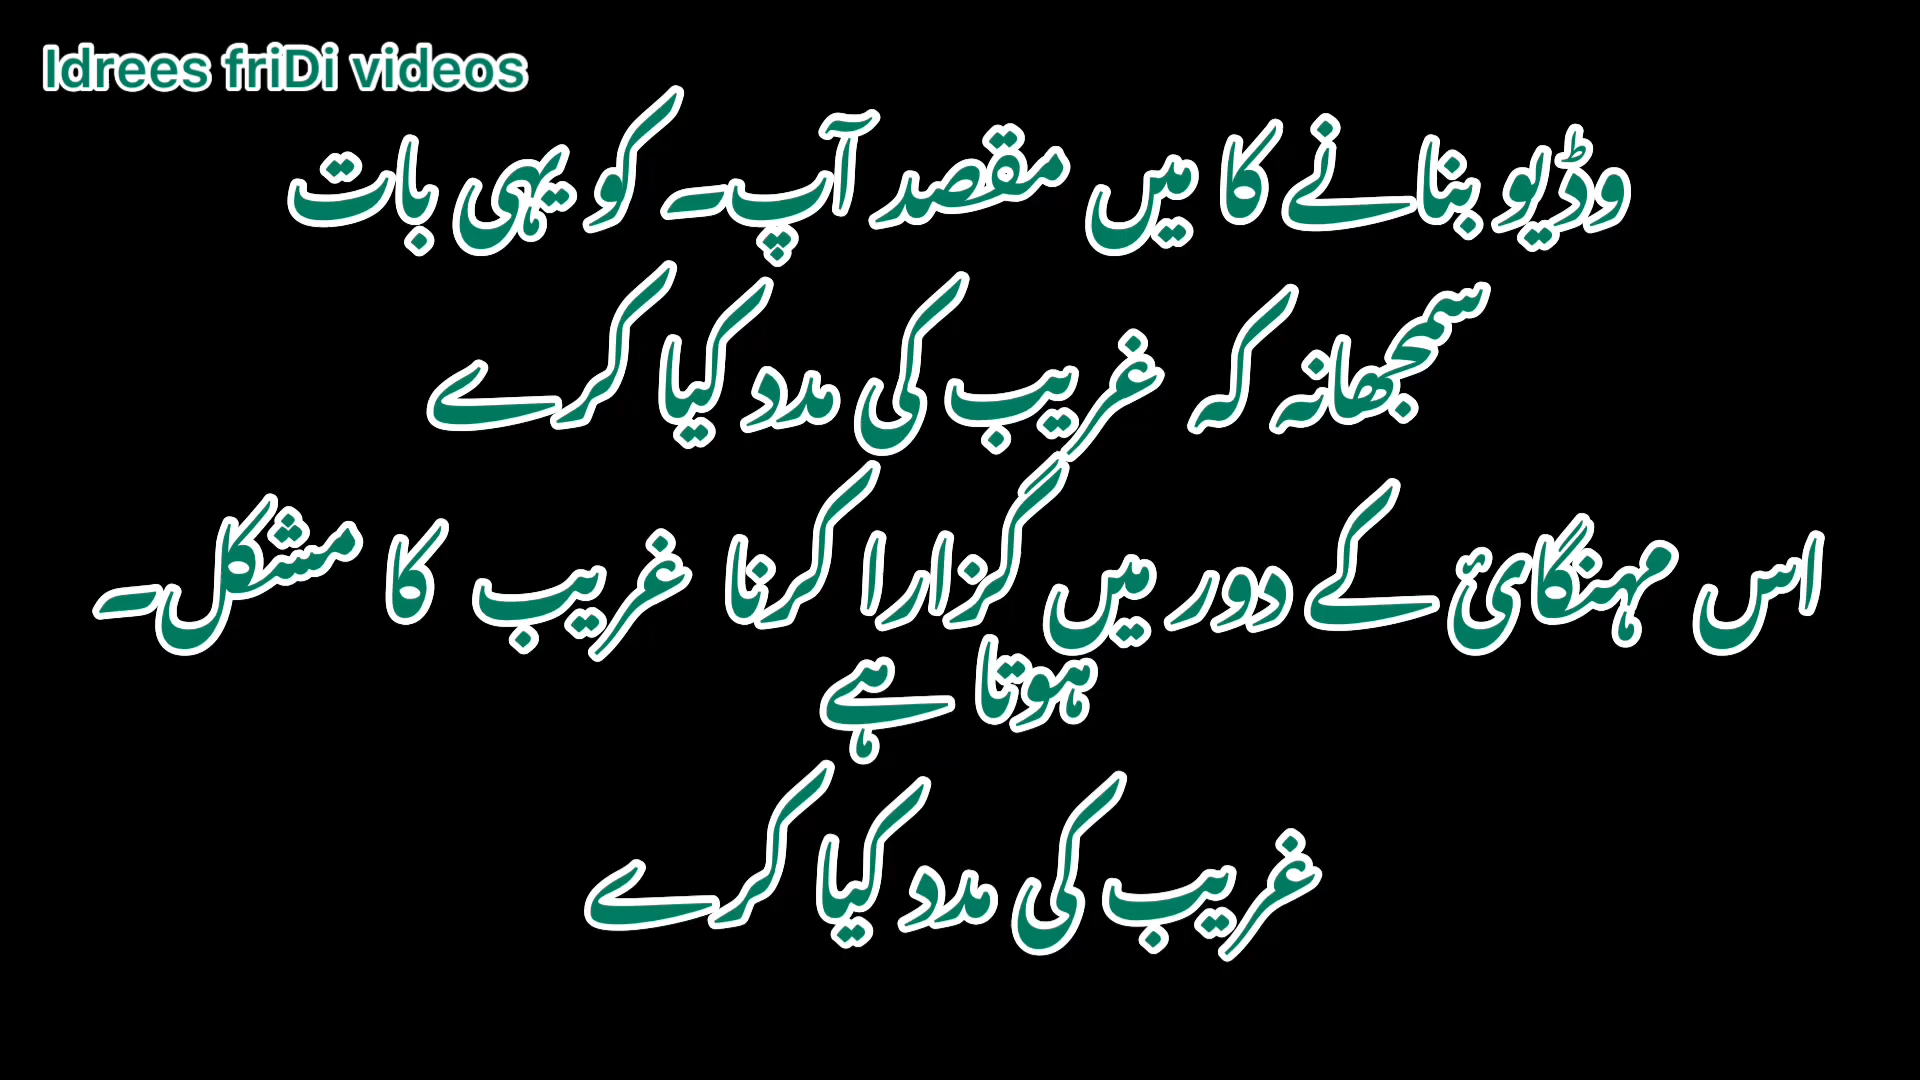 Idrees friDi videos
وڈیو بنانے کا میں مقصد آپ۔ کو یہی بات
سمجھانہ کہ غریب کی مدد کیا کرے
اس مہنگائ کے دور میں گزارا کرنا غریب کا مشکل۔
ہوتا ہے
غریب کی مدد کیا کرے